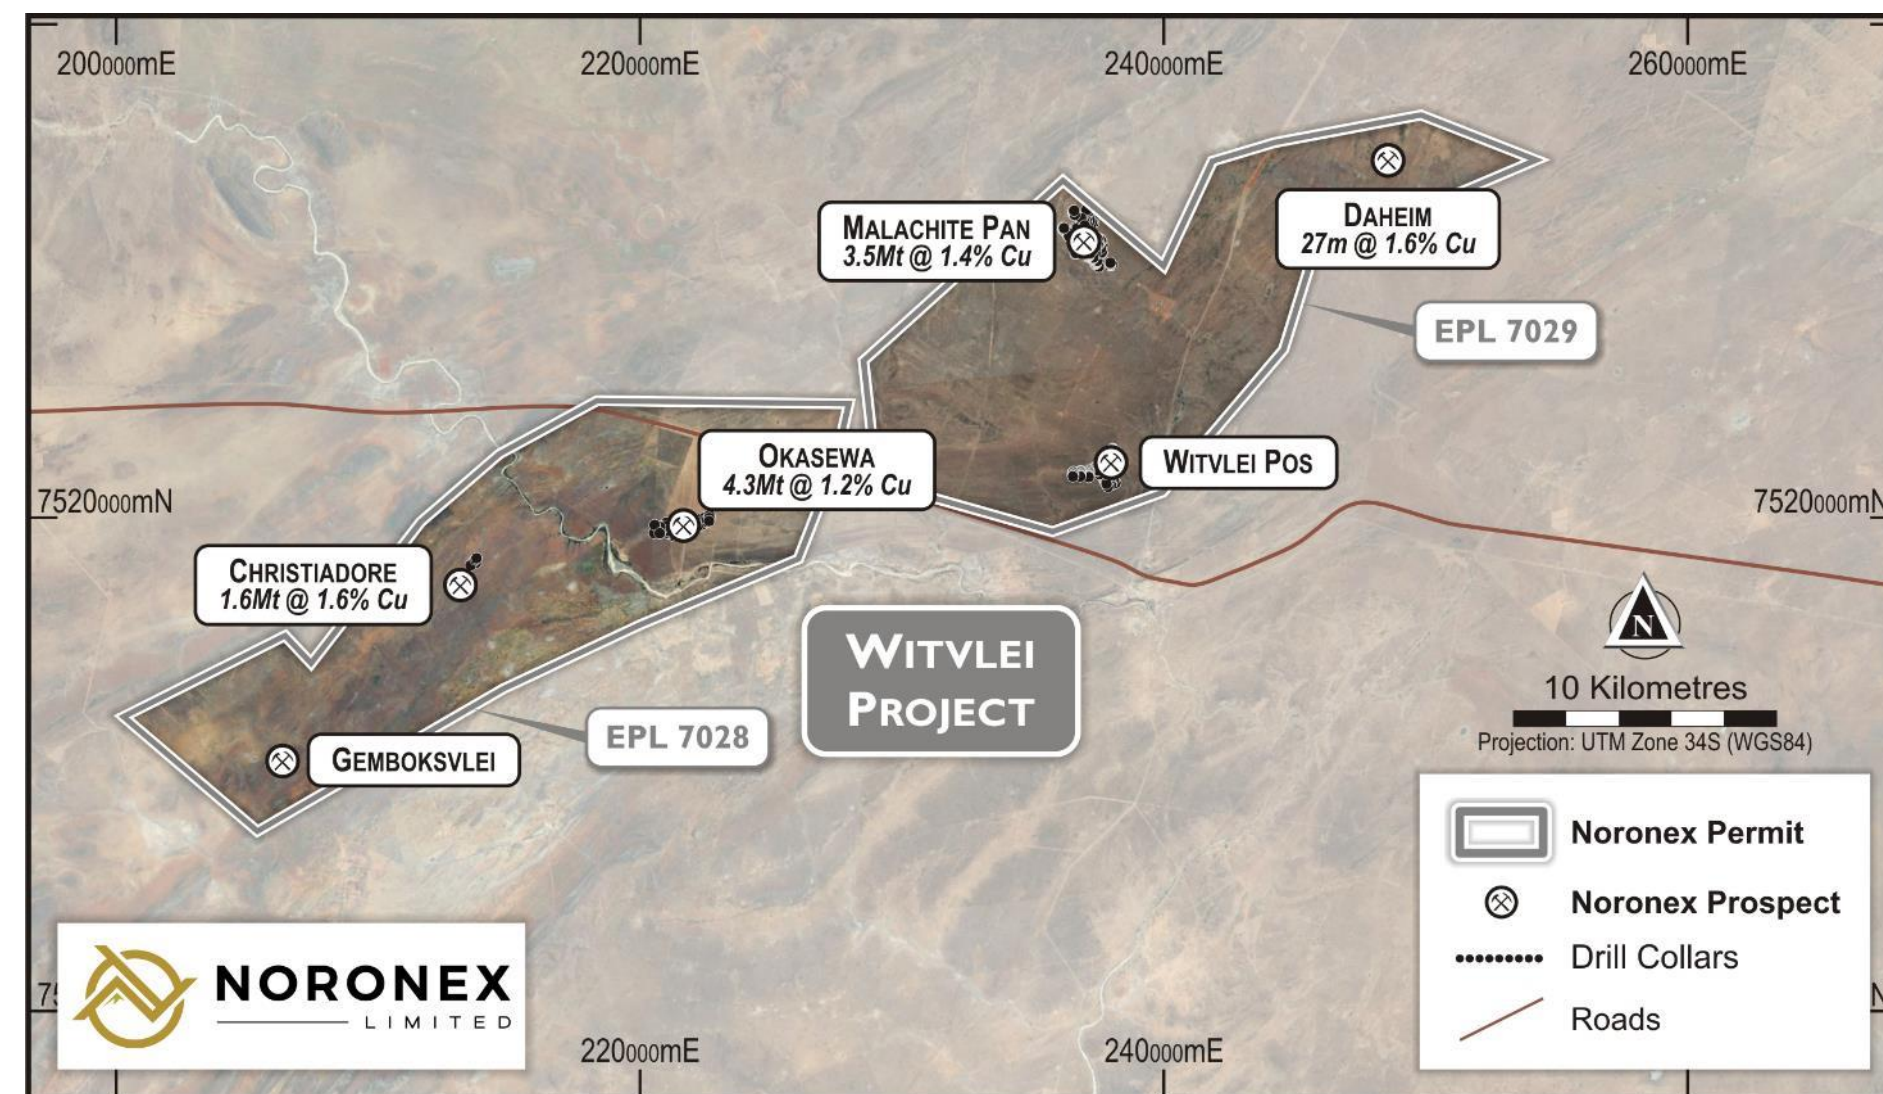 200000mE
220000mE
240000mE
260000mE
MALACHITE PAN
3.5Mt @ 1.4% Cu
DAHEIM
27m @ 1.6% Cu
EPL 7029
OKASEWA
4.3Mt @ 1.2% Cu
WITVLEI POS
7520000mN
7520000mN
CHRISTIADORE
1.6Mt @ 1.6% Cu
WITVLEI
PROJECT
N
10 Kilometres
Projection: UTM Zone 34S (WGS84)
EPL 7028
GEMBOKSVLEI
Noronex Permit
Noronex Prospect
Drill Collars
Roads
NORONEX
LIMITED
220000mE
240000mE